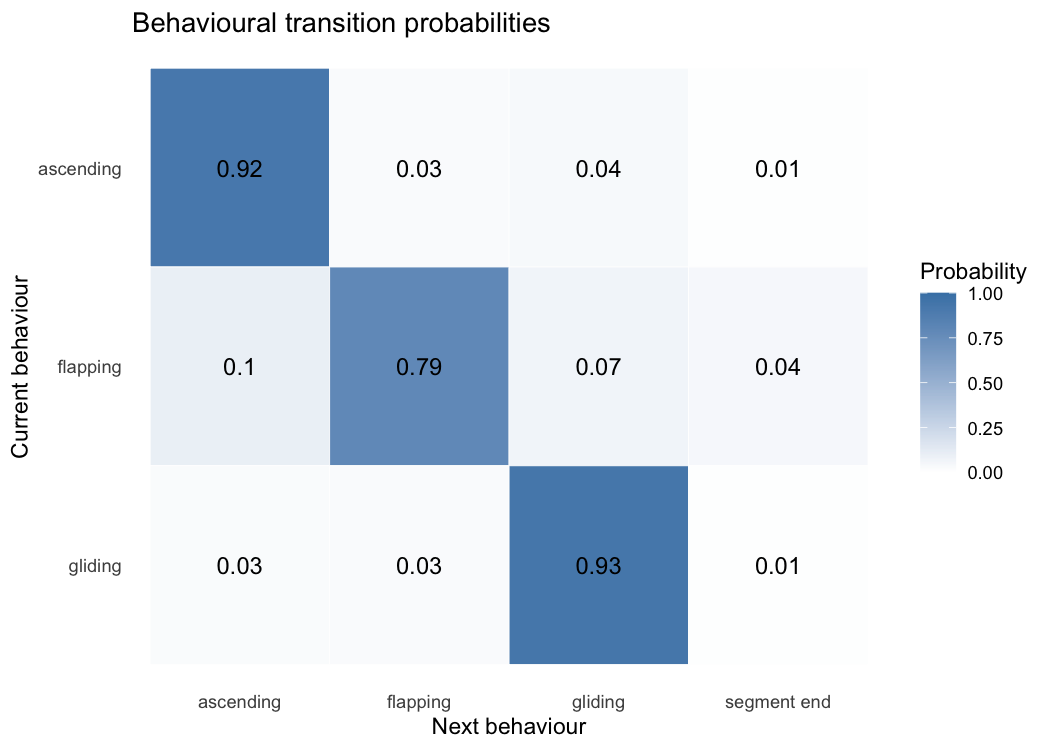 Behavioural transition probabilities
ascending 0.92 0.03 0.04 0.01
flapping 0.1 0.79 0.07 0.04
gliding 0.03 0.03 0.93 0.01
ascending flapping gliding segment end
Next behaviour
Current behaviour
Probability
1.00
0.75
0.50
0.25
0.00